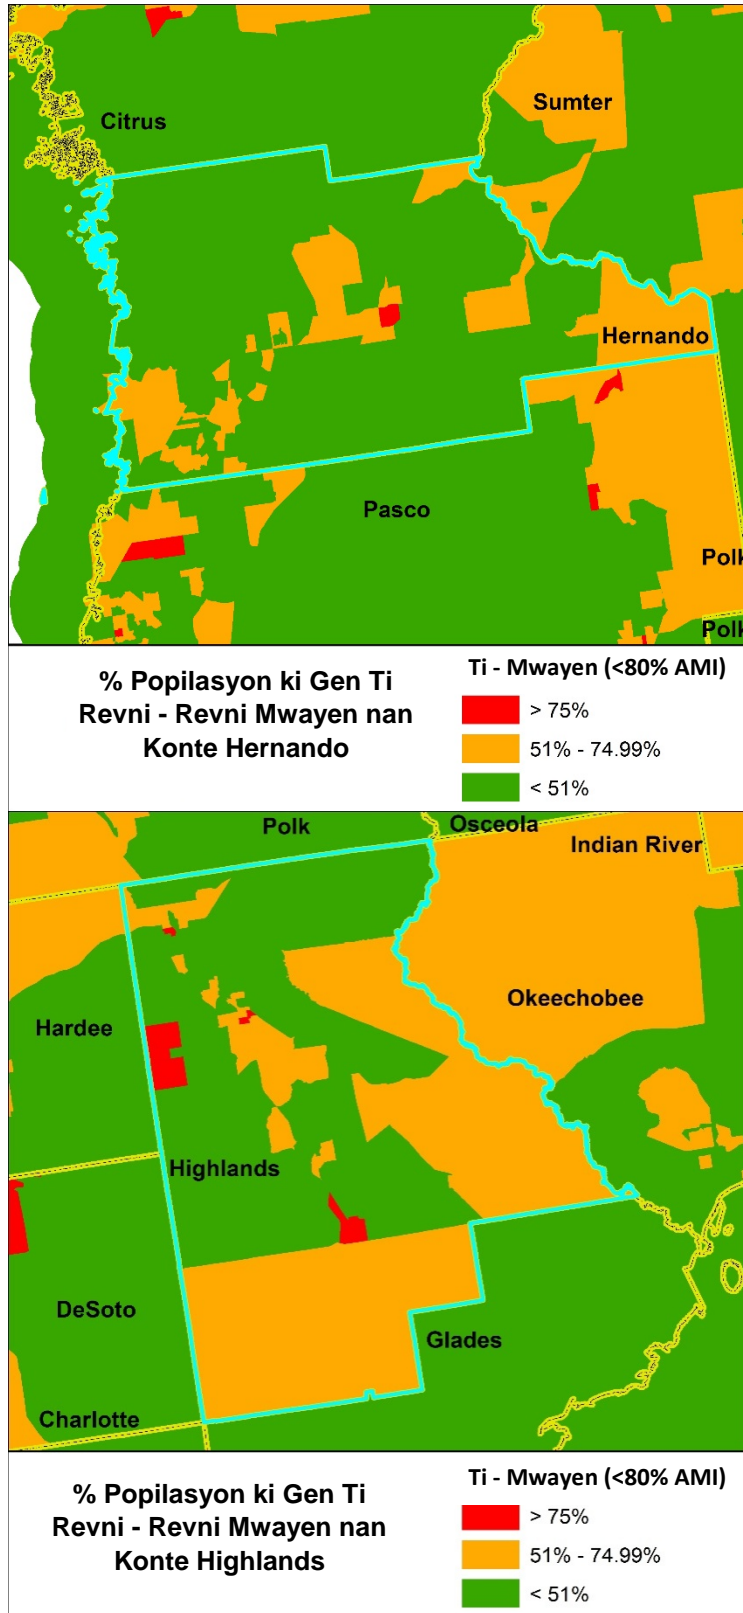 Citrus
Sumter
Hernando
Pasco
Polk
Polk
% Popilasyon ki Gen Ti
Revni - Revni Mwayen nan
Konte Hernando
Ti - Mwayen (<80% AMI)
> 75%
51% - 74.99%
< 51%
Polk
Osceola
Indian River
Okeechobee
Hardee
Highlands
DeSoto
Glades
Charlotte
% Popilasyon ki Gen Ti
Revni - Revni Mwayen nan
Konte Highlands
Ti - Mwayen (<80% AMI)
> 75%
51% - 74.99%
< 51%